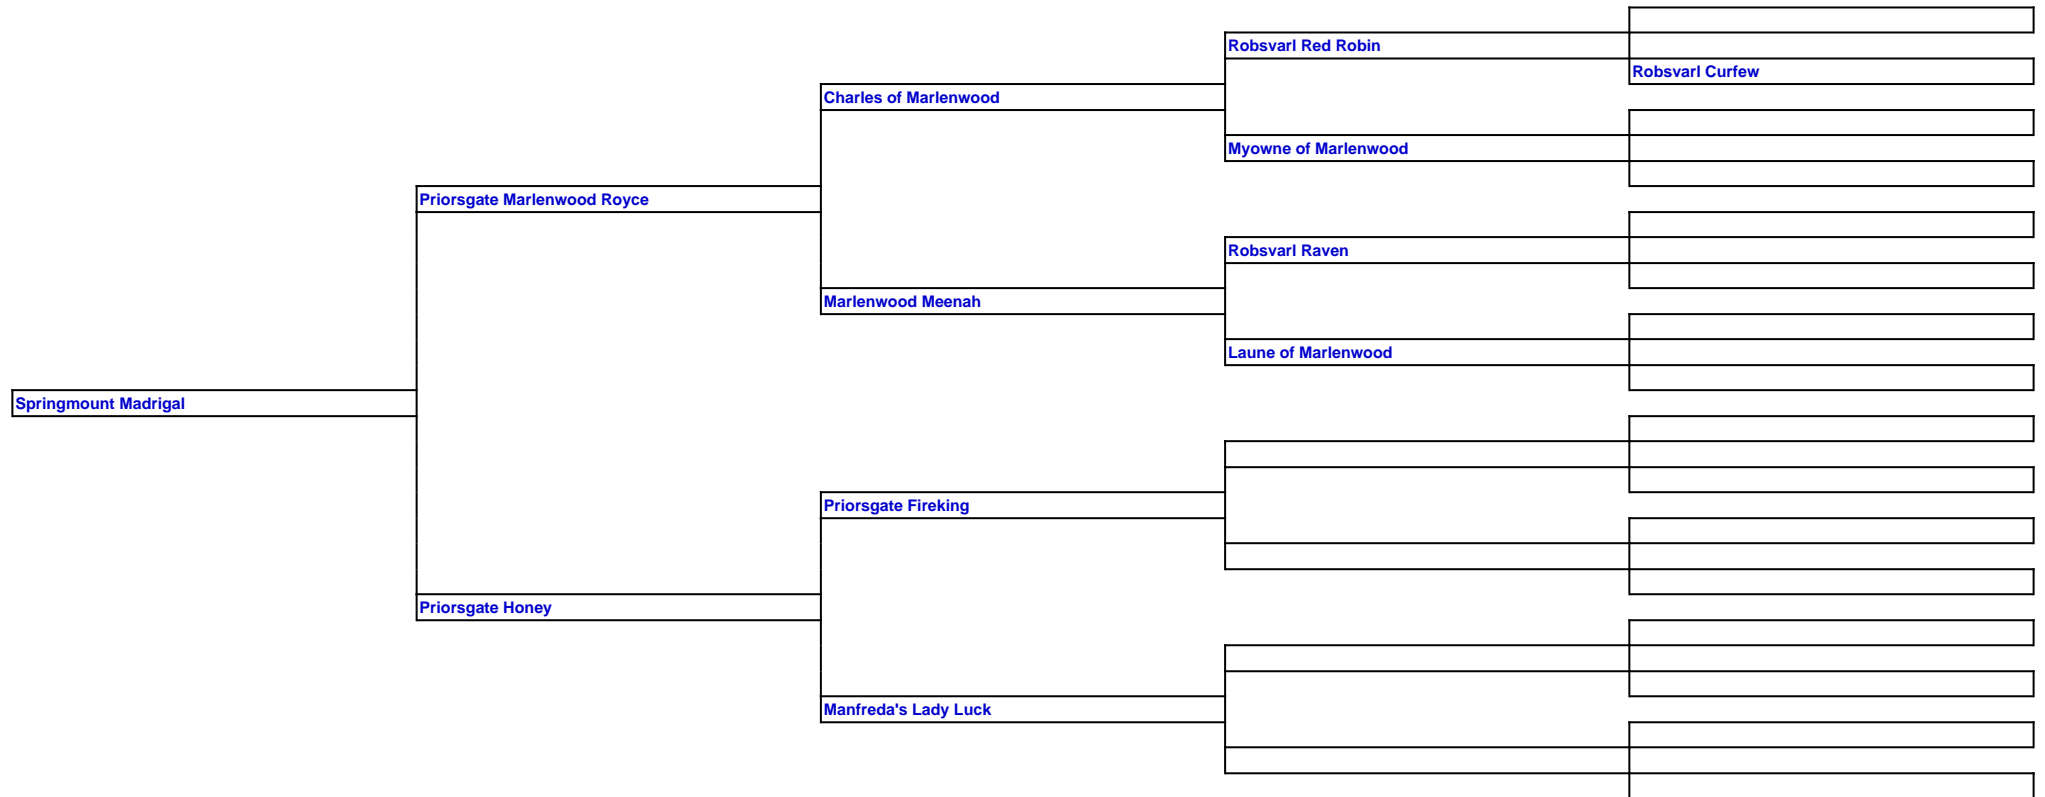 Robsvarl Red Robin
Robsvarl Curfew
Charles of Marlenwood
Myowne of Marlenwood
Priorsgate Marlenwood Royce
Robsvarl Raven
Marlenwood Meenah
Laune of Marlenwood
Springmount Madrigal
Priorsgate Fireking
Priorsgate Honey
Manfreda's Lady Luck